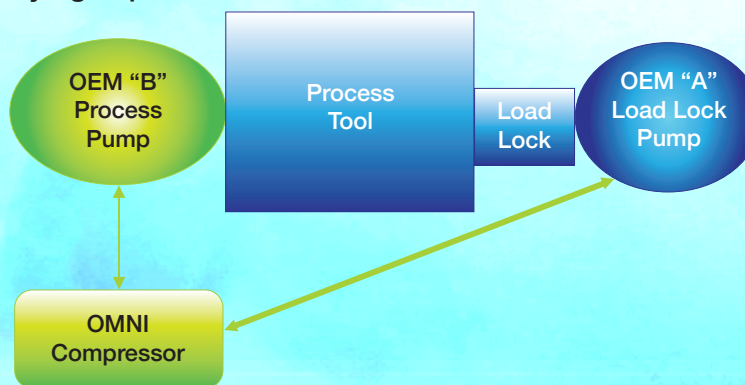 OEM “B”
Process
Pump
Process
Tool
Load
Lock
OEM “A”
Load Lock
Pump
OMNI
Compressor